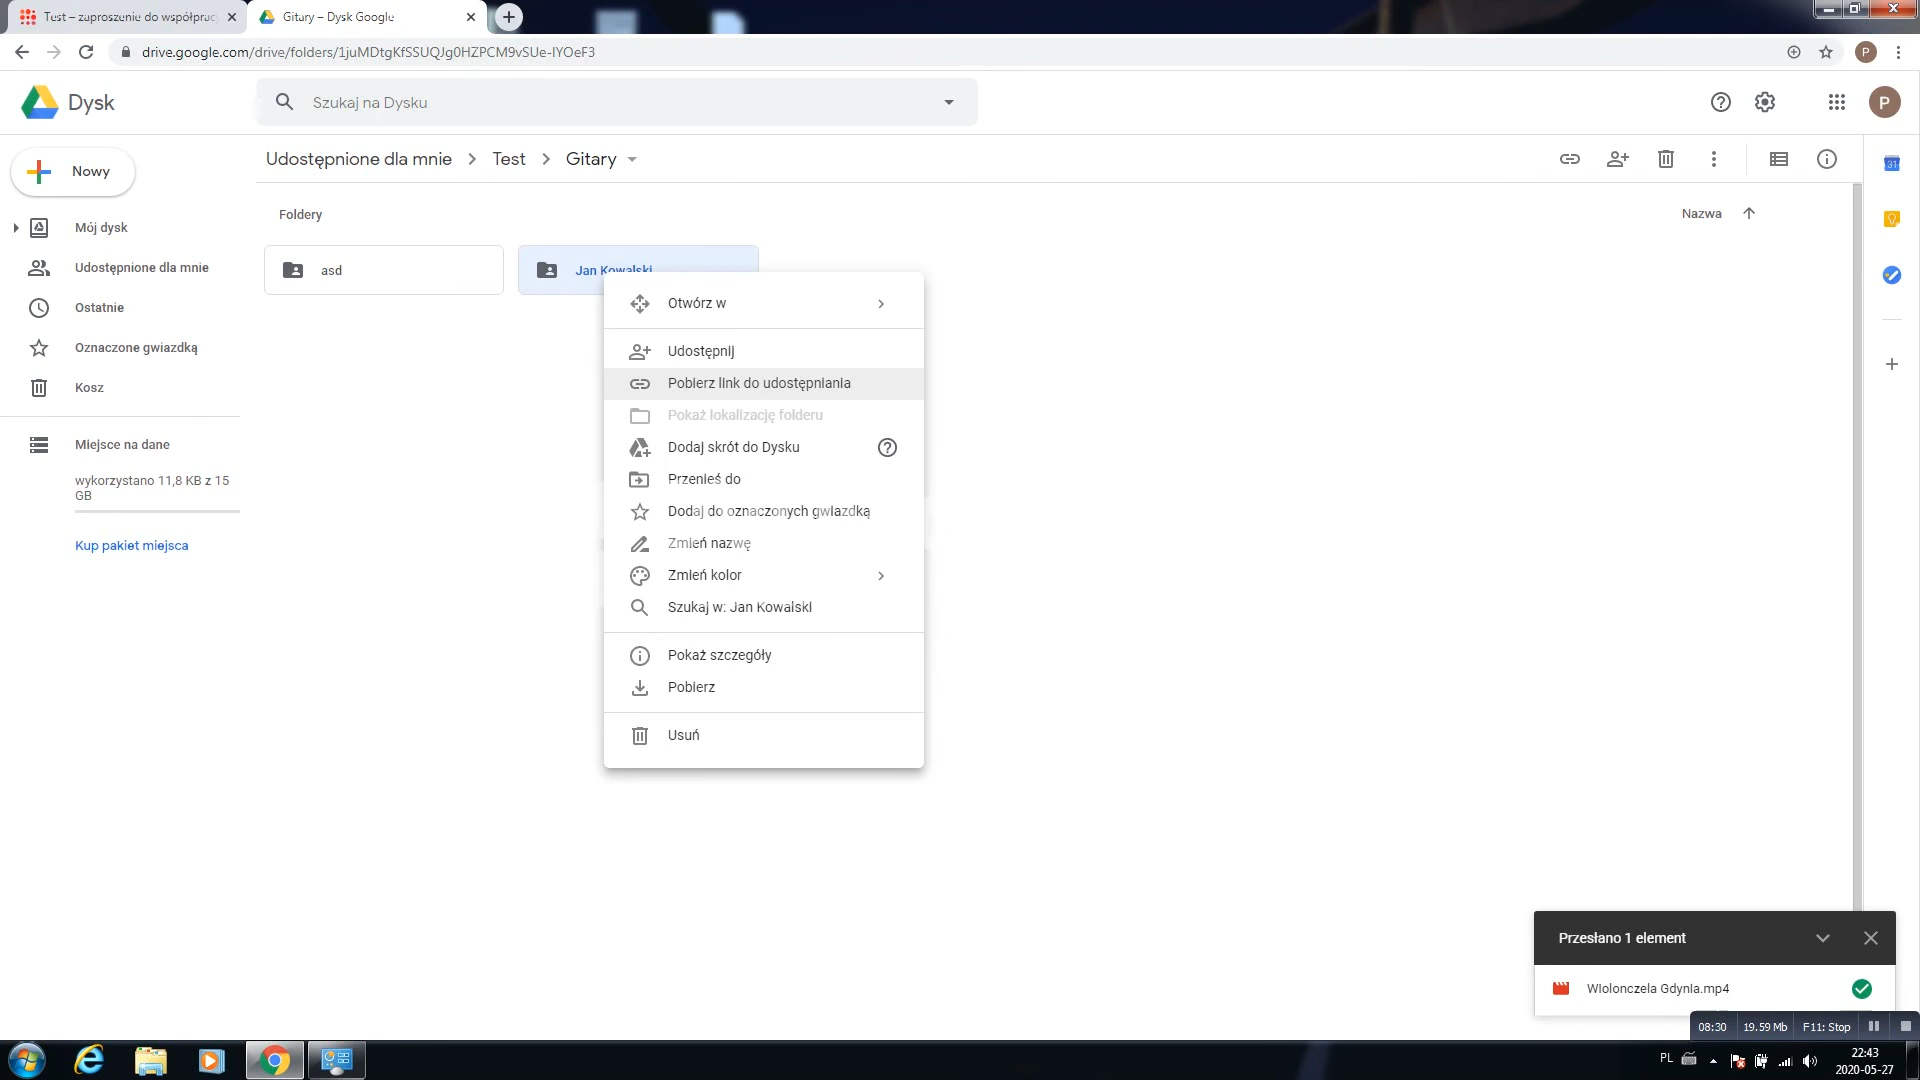 Test – zaproszenie do współprac
Gitary – Dysk Google
drive.google.com/drive/folders/1juMDtgKfSSUQJg0HZPCM9vSUe-IYOeF3
P
Dysk
Szukaj na Dysku
P
Nowy
Udostępnione dla mnie > Test > Gitary
31
Mój dysk
Foldery
Nazwa
Udostępnione dla mnie
asd
Jan Kowalski
Ostatnie
Otwórz w
Oznaczone gwiazdką
Udostępnij
Kosz
Pobierz link do udostępniania
Pokaż lokalizację folderu
Miejsce na dane
Dodaj skrót do Dysku
wykorzystano 11,8 KB z 15
GB
Przenieś do
Dodaj do oznaczonych gwiazdką
Kup pakiet miejsca
Zmień nazwę
Zmień kolor
Szukaj w: Jan Kowalski
Pokaż szczegóły
Pobierz
Usuń
Przesłano 1 element
Wiolonczela Gdynia.mp4
08:30 19.59 Mb F11: Stop
PL
22:43
2020-05-27